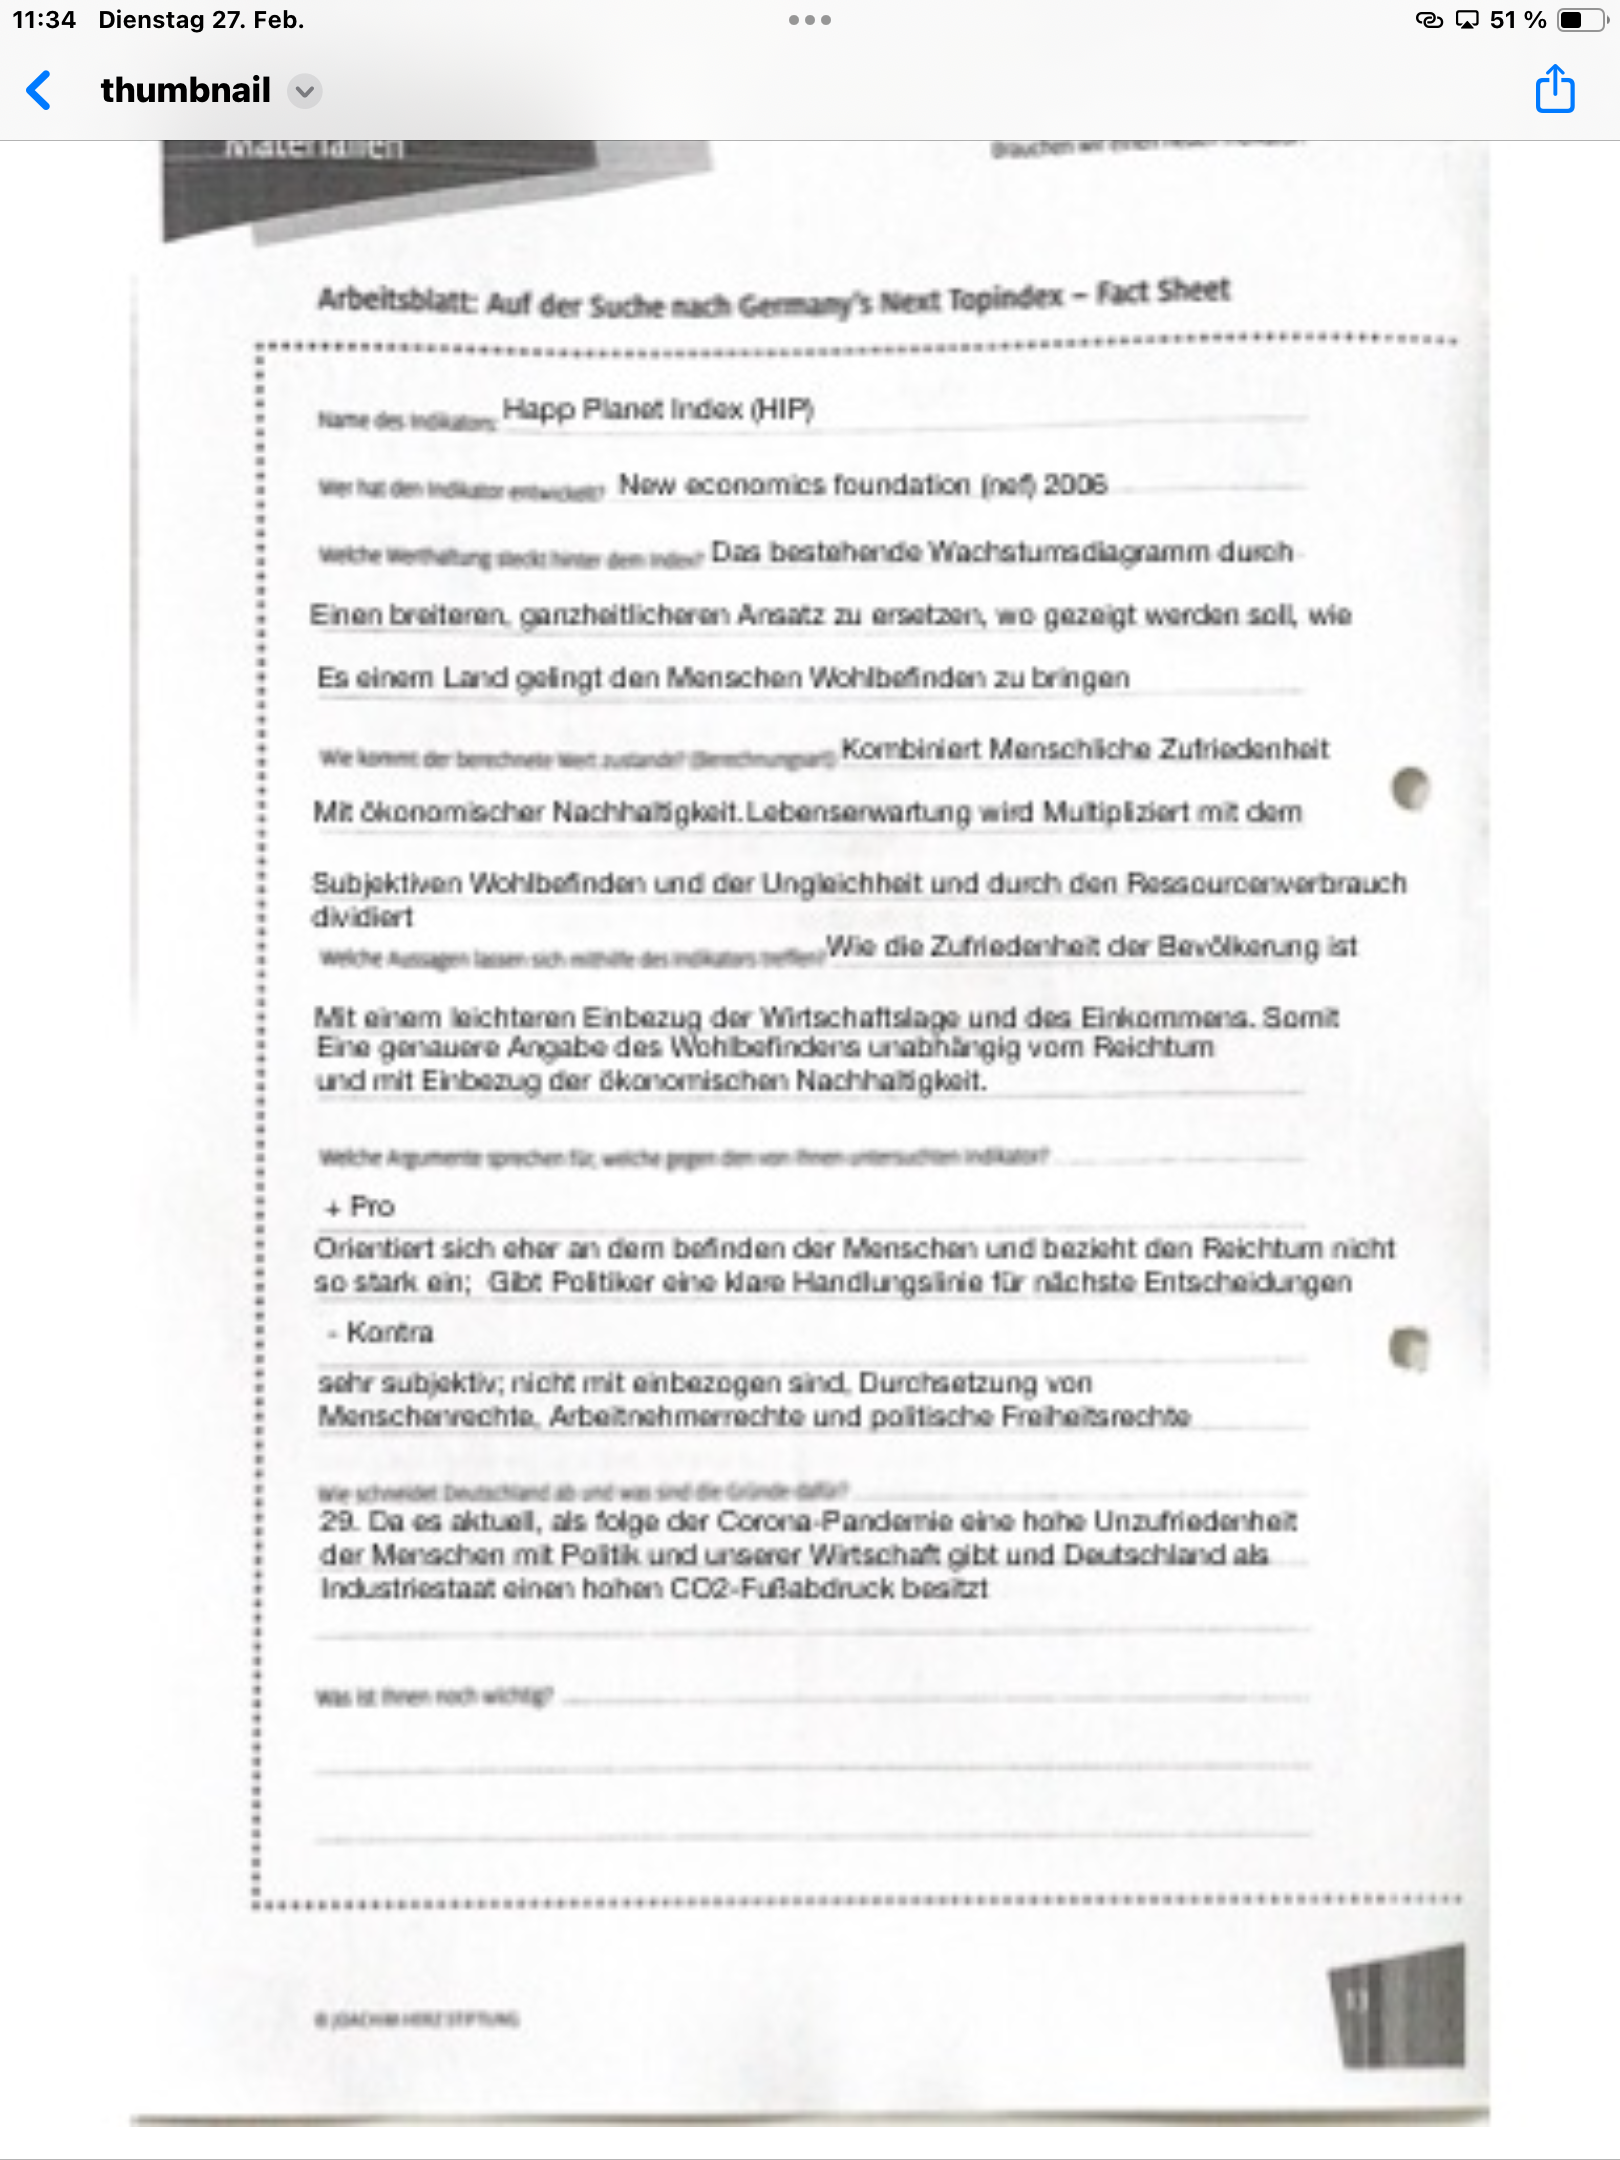 11:34 Dienstag 27. Feb.
51 %
thumbnail
Materialien
Brauchen wir einen neuen
Arbeitsblatt: Auf der Suche nach Germany's Next Topindex – Fact Sheet
Name des Indikators: Happ Planet Index (HIP)
Wer hat den Indikator entwickelt? New economics foundation (nef) 2006
Welche Werthaltung steckt hinter dem Index? Das bestehende Wachstumsdiagramm durch
Einen breiteren, ganzheitlicheren Ansatz zu ersetzen, wo gezeigt werden soll, wie
Es einem Land gelingt den Menschen Wohlbefinden zu bringen
Wie kommt der berechnete Wert zustande? (Berechnungsart) Kombiniert Menschliche Zufriedenheit
Mit ökonomischer Nachhaltigkeit.Lebenserwartung wird Multipliziert mit dem
Subjektiven Wohlbefinden und der Ungleichheit und durch den Ressourcenverbrauch
dividiert
Welche Aussagen lassen sich mithilfe des Indikators treffen? Wie die Zufriedenheit der Bevölkerung ist
Mit einem leichteren Einbezug der Wirtschaftslage und des Einkommens. Somit
Eine genauere Angabe des Wohlbefindens unabhängig vom Reichtum
und mit Einbezug der ökonomischen Nachhaltigkeit.
Welche Argumente sprechen für, welche gegen den von Ihnen untersuchten Indikator?
+ Pro
Orientiert sich eher an dem befinden der Menschen und bezieht den Reichtum nicht
so stark ein; Gibt Politiker eine klare Handlungslinie für nächste Entscheidungen
- Kontra
sehr subjektiv; nicht mit einbezogen sind, Durchsetzung von
Menschenrechte, Arbeitnehmerrechte und politische Freiheitsrechte
Wie schneidet Deutschland ab und was sind die Gründe dafür?
29. Da es aktuell, als folge der Corona-Pandemie eine hohe Unzufriedenheit
der Menschen mit Politik und unserer Wirtschaft gibt und Deutschland als
Industriestaat einen hohen CO2-Fußabdruck besitzt
Was ist Ihnen noch wichtig?
© JOACHIM HERZ STIFTUNG